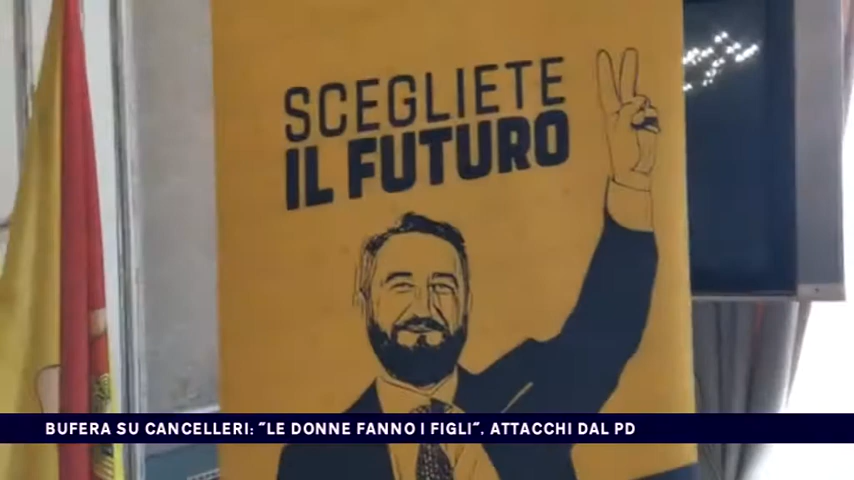 SCEGLIETE
IL FUTURO
BUFERA SU CANCELLERI: "LE DONNE FANNO I FIGLI". ATTACCHI DAL PD